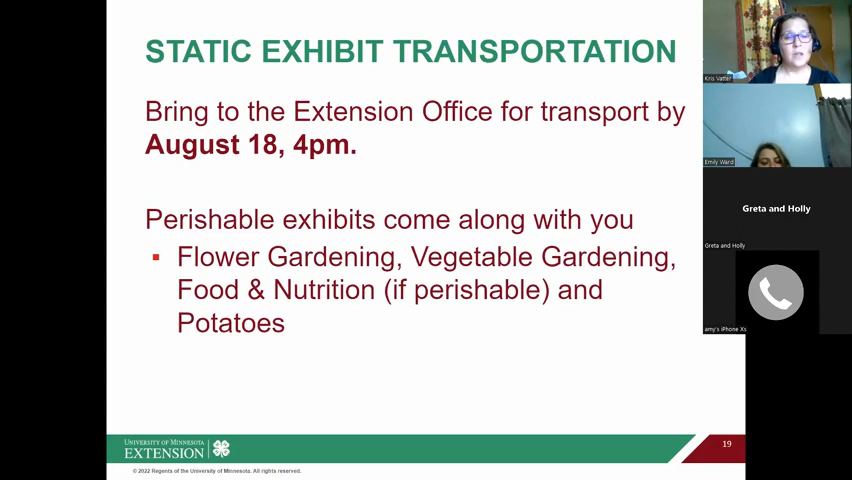 STATIC EXHIBIT TRANSPORTATION
Bring to the Extension Office for transport by
August 18, 4pm.
Perishable exhibits come along with you
Flower Gardening, Vegetable Gardening,
Food & Nutrition (if perishable) and
Potatoes
UNIVERSITY OF MINNESOTA
EXTENSION
19
© 2022 Regents of the University of Minnesota. All rights reserved.
Kris Vatter
Emily Ward
Greta and Holly
Greta and Holly
amy's iPhone Xs